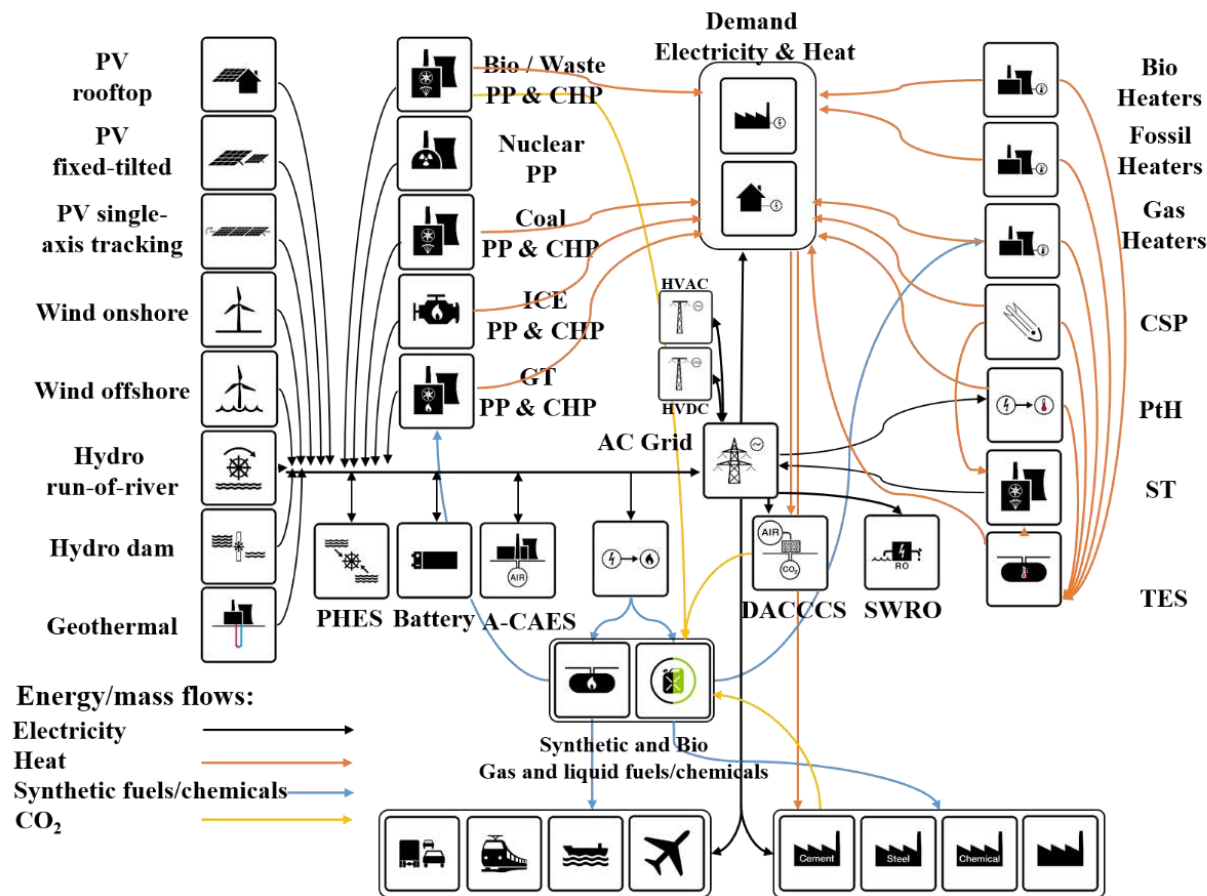 PV
rooftop
PV
fixed-tilted
PV single-
axis tracking
Wind onshore
Wind offshore
Hydro
run-of-river
Hydro dam
Geothermal
Bio / Waste
PP & CHP
Nuclear
PP
Coal
PP & CHP
ICE
PP & CHP
GT
PP & CHP
Demand
Electricity & Heat
HVAC
HVDC
AC Grid
Bio
Heaters
Fossil
Heaters
Gas
Heaters
CSP
PtH
ST
TES
PHES
Battery
AIR
A-CAES
AIR
CO2
DACCCS
RO
SWRO
Synthetic and Bio
Gas and liquid fuels/chemicals
Energy/mass flows:
Electricity
Heat
Synthetic fuels/chemicals
CO₂
Cement
Steel
Chemical